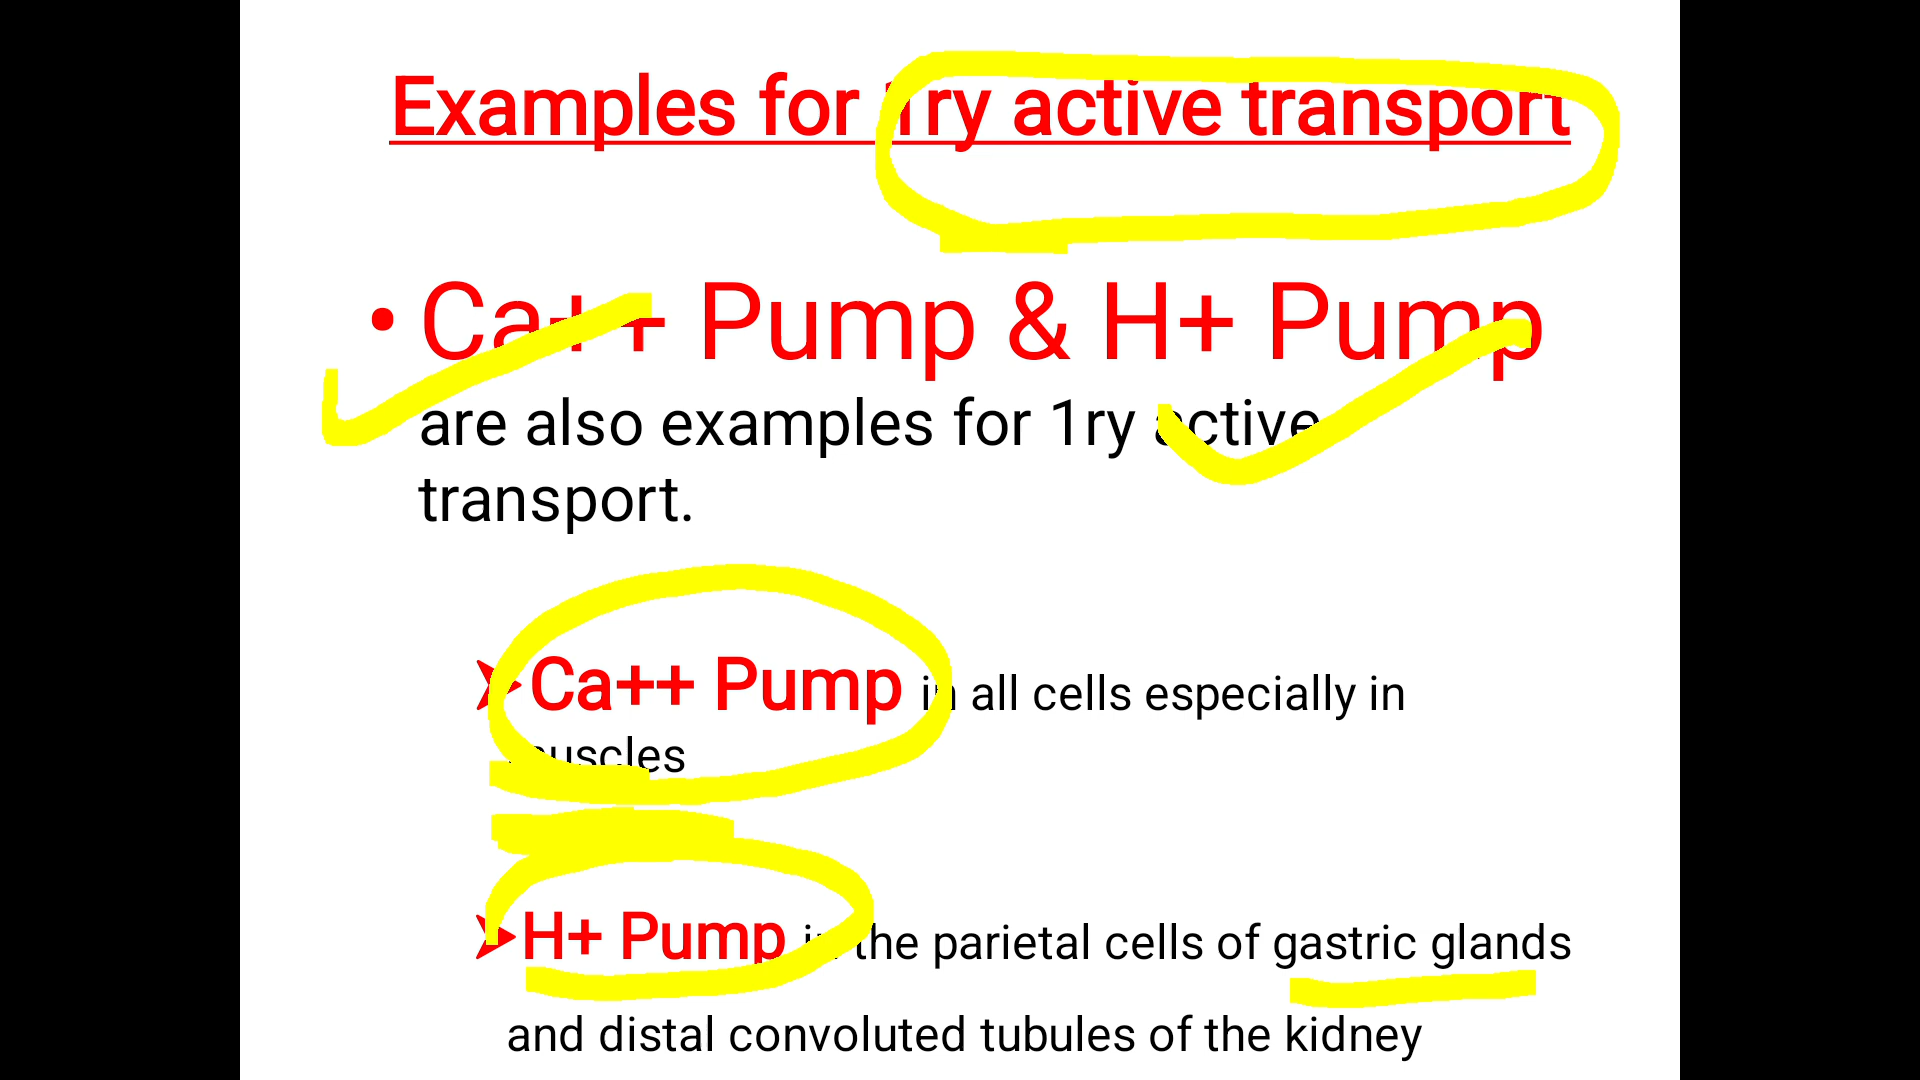 Examples for 1ry active transport
• Ca++ Pump & H+ Pump
are also examples for 1ry active
transport.
➢Ca++ Pump in all cells especially in
muscles
➢H+ Pump in the parietal cells of gastric glands
and distal convoluted tubules of the kidney